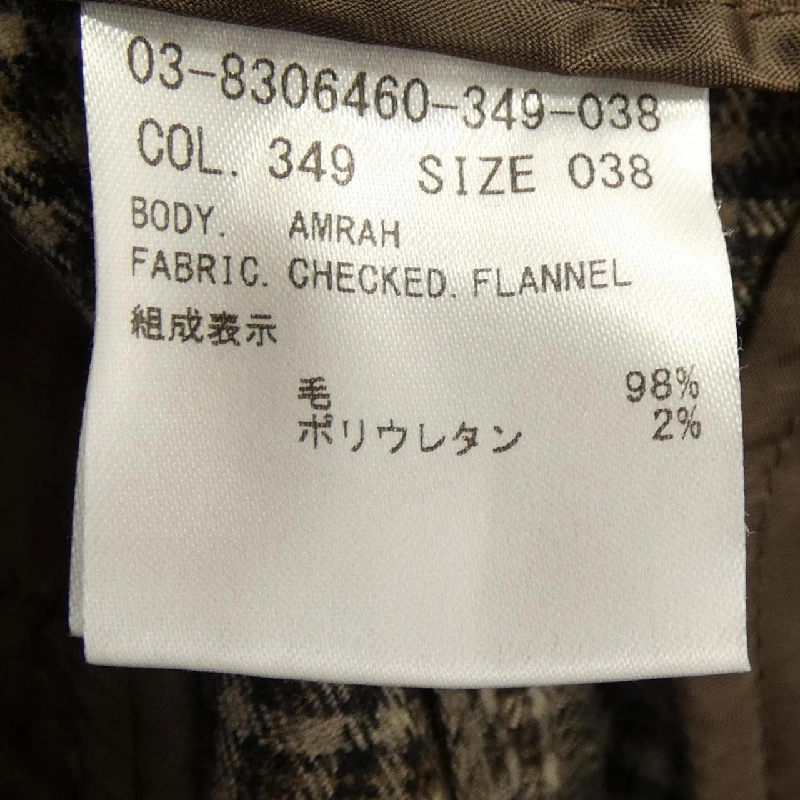 03-8306460-349-038
COL. 349 SIZE 038
BODY. AMRAH
FABRIC. CHECKED. FLANNEL
組成表示
毛 98%
ポリウレタン 2%